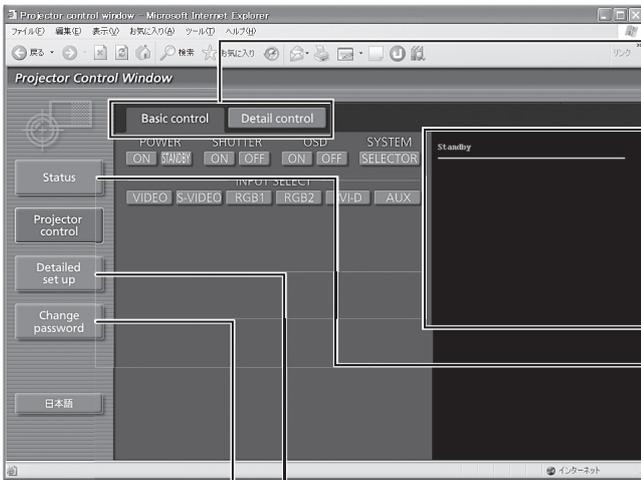 Projector control window - Microsoft Internet Explorer
ファイル(F) 編集(E) 表示(V) お気に入り(A) ツール(T) ヘルプ(H)
戻る 検索 お気に入り リンク »
Projector Control Window
Basic control Detail control
POWER SHUTTER OSD SYSTEM
ON STANDBY ON OFF ON OFF SELECTOR
INPUT SELECT
VIDEO S-VIDEO RGB1 RGB2 VI-D AUX
Standby
Status
Projector
control
Detailed
set up
Change
password
日本語
インターネット